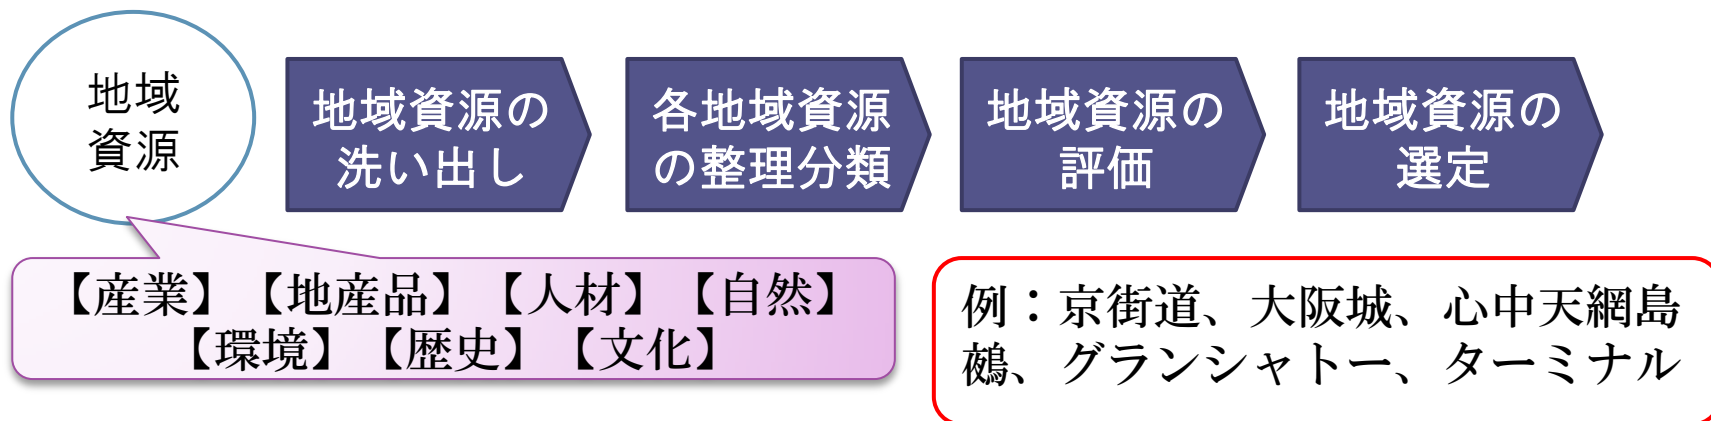 地域
資源
地域資源の
洗い出し
各地域資源
の整理分類
地域資源の
評価
地域資源の
選定
【産業】【地産品】【人材】【自然】
【環境】【歴史】【文化】
例：京街道、大阪城、心中天網島
鵺、グランシャトー、ターミナル